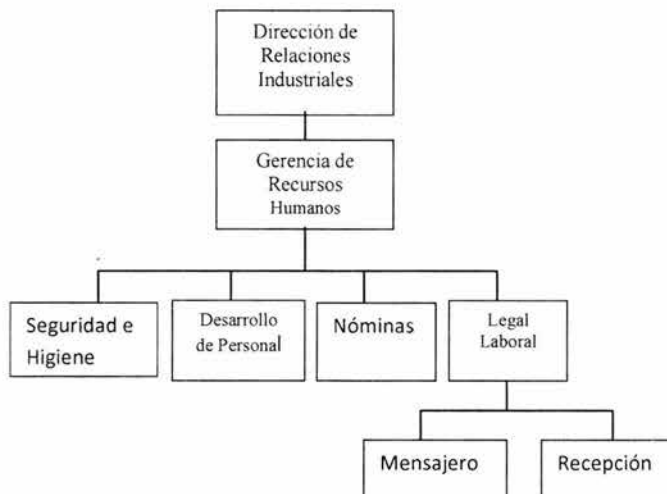 Dirección de
Relaciones
Industriales
Gerencia de
Recursos
Humanos
Seguridad e
Higiene
Desarrollo
de Personal
Nóminas
Legal
Laboral
Mensajero
Recepción